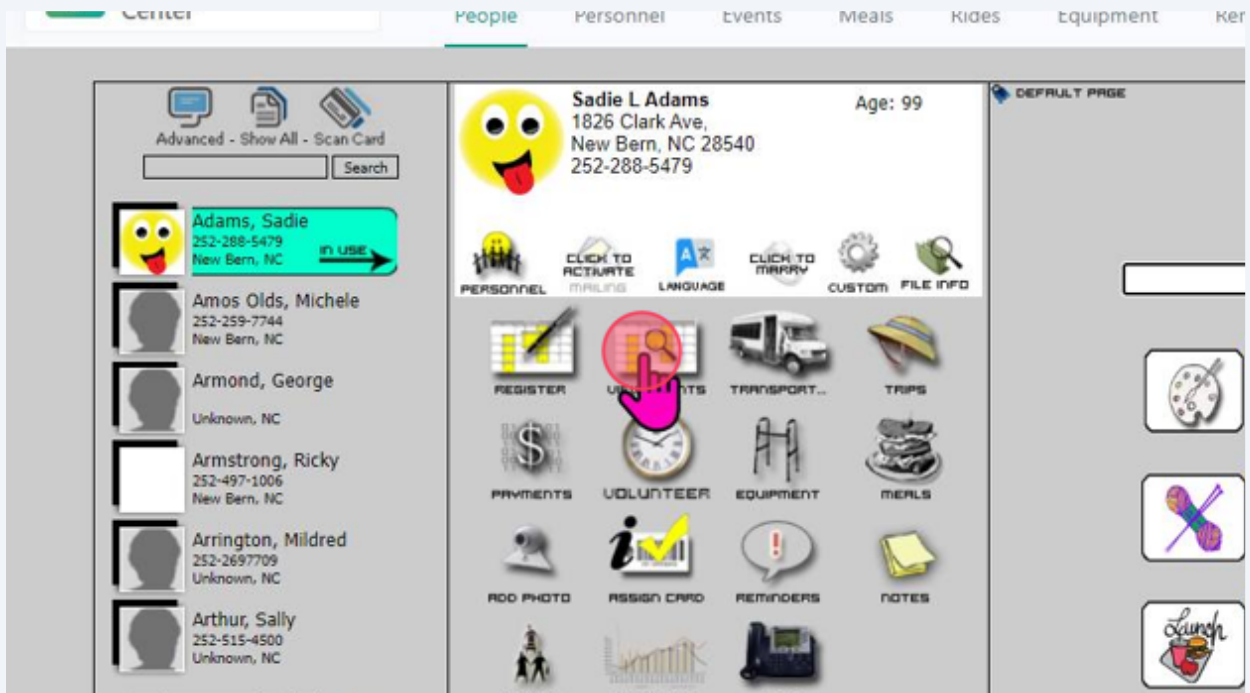 Center
People Personnel Events Meals Rides Equipment
Advanced - Show All - Scan Card
Search
Adams, Sadie
252-288-5479
New Bern, NC
IN USE
Amos Olds, Michele
252-259-7744
New Bern, NC
Armond, George
Unknown, NC
Armstrong, Ricky
252-497-1006
New Bern, NC
Arrington, Mildred
252-2697709
Unknown, NC
Arthur, Sally
252-515-4500
Unknown, NC
Sadie L Adams
Age: 99
1826 Clark Ave,
New Bern, NC 28540
252-288-5479
PERSONNEL
CLICK TO
ACTIVATE
MAILING
LANGUAGE
CLICK TO
MARRY
CUSTOM
FILE INFO
REGISTER
TRANSPORT...
TRIPS
PAYMENTS
VOLUNTEER
EQUIPMENT
MEALS
ADD PHOTO
ASSIGN CARD
REMINDERS
NOTES
DEFAULT PAGE
Lunch